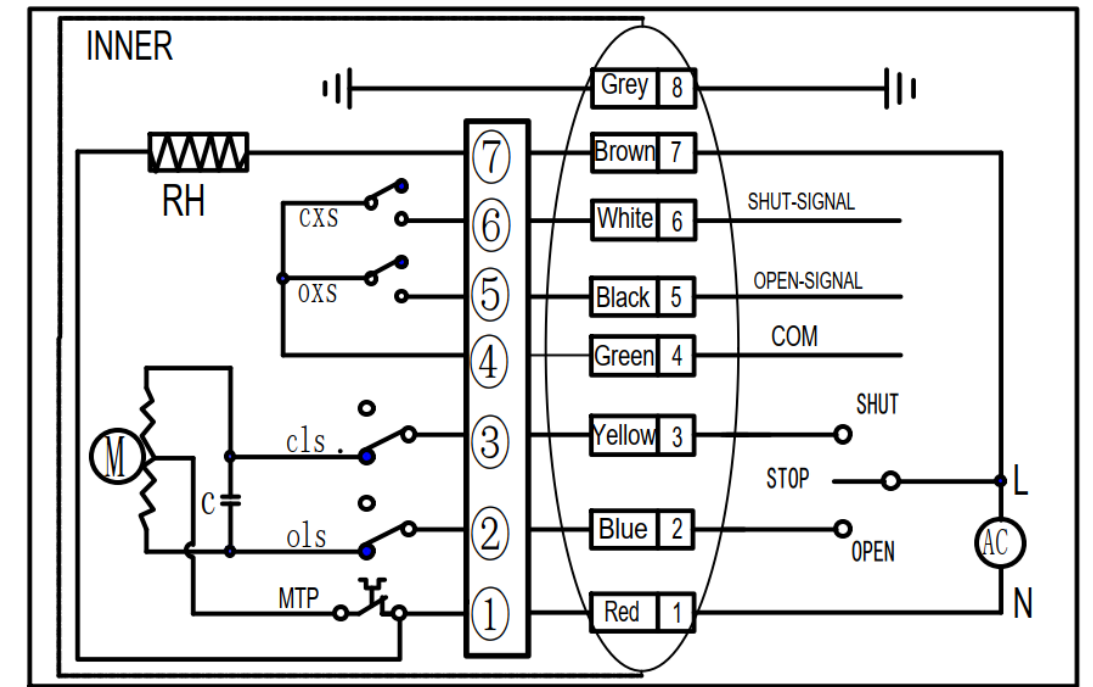 INNER
Grey 8
RH
⑦ Brown 7
cxs
⑥ White 6 SHUT-SIGNAL
oxs
⑤ Black 5 OPEN-SIGNAL
④ Green 4 COM
SHUT
cls. ③ Yellow 3
M
STOP
L
C
ols ② Blue 2
OPEN
AC
MTP ① Red 1
N